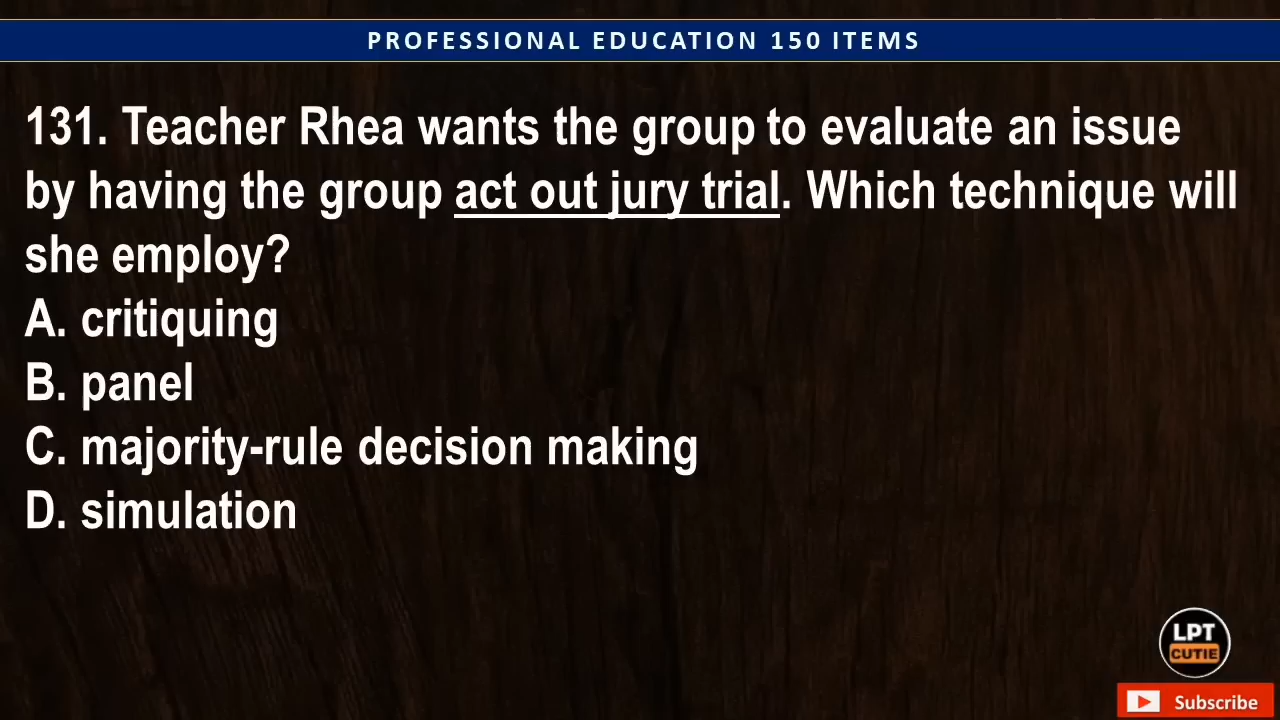 PROFESSIONAL EDUCATION 150 ITEMS
131. Teacher Rhea wants the group to evaluate an issue
by having the group act out jury trial. Which technique will
she employ?
A. critiquing
B. panel
C. majority-rule decision making
D. simulation
LPT
CUTIE
Subscribe